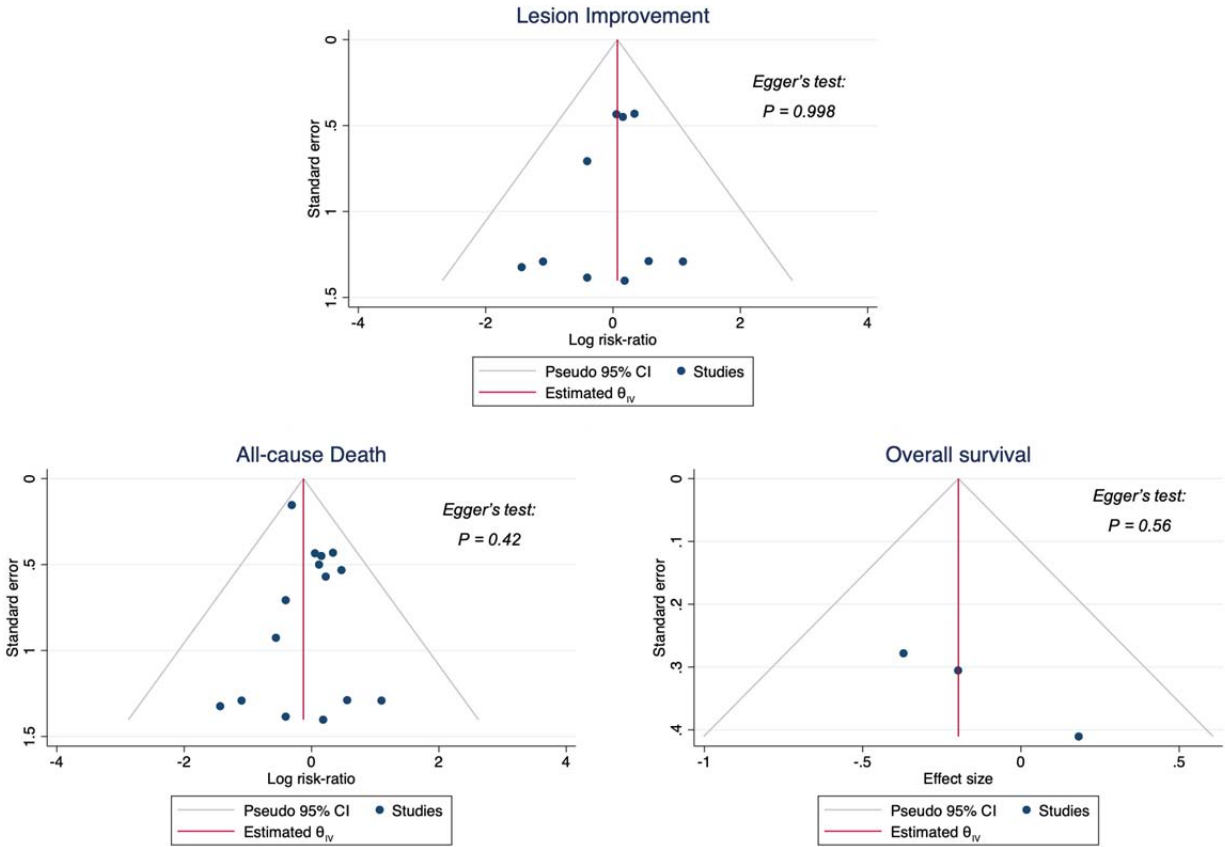 Lesion Improvement
Egger's test:
P = 0.998
Standard error
0
.5
1
1.5
-4
-2
0
2
4
Log risk-ratio
Pseudo 95% CI
Studies
Estimated θIV
All-cause Death
Egger's test:
P = 0.42
Standard error
0
.5
1
1.5
-4
-2
0
2
4
Log risk-ratio
Pseudo 95% CI
Studies
Estimated θIV
Overall survival
Egger's test:
P = 0.56
Standard error
0
.1
.2
.3
.4
-1
-.5
0
.5
Effect size
Pseudo 95% CI
Studies
Estimated θIV